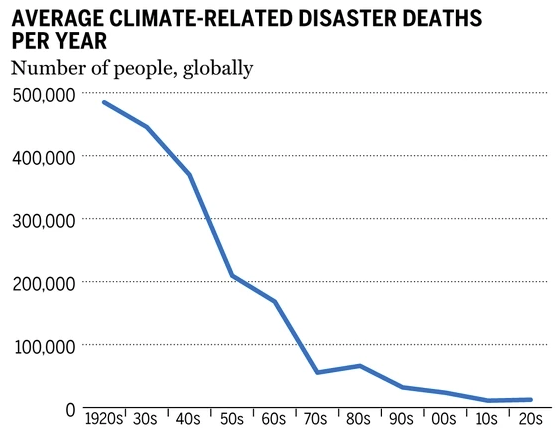 AVERAGE CLIMATE-RELATED DISASTER DEATHS
PER YEAR
Number of people, globally
500,000
400,000
300,000
200,000
100,000
0
1920s 30s 40s 50s 60s 70s 80s 90s 00s 10s 20s